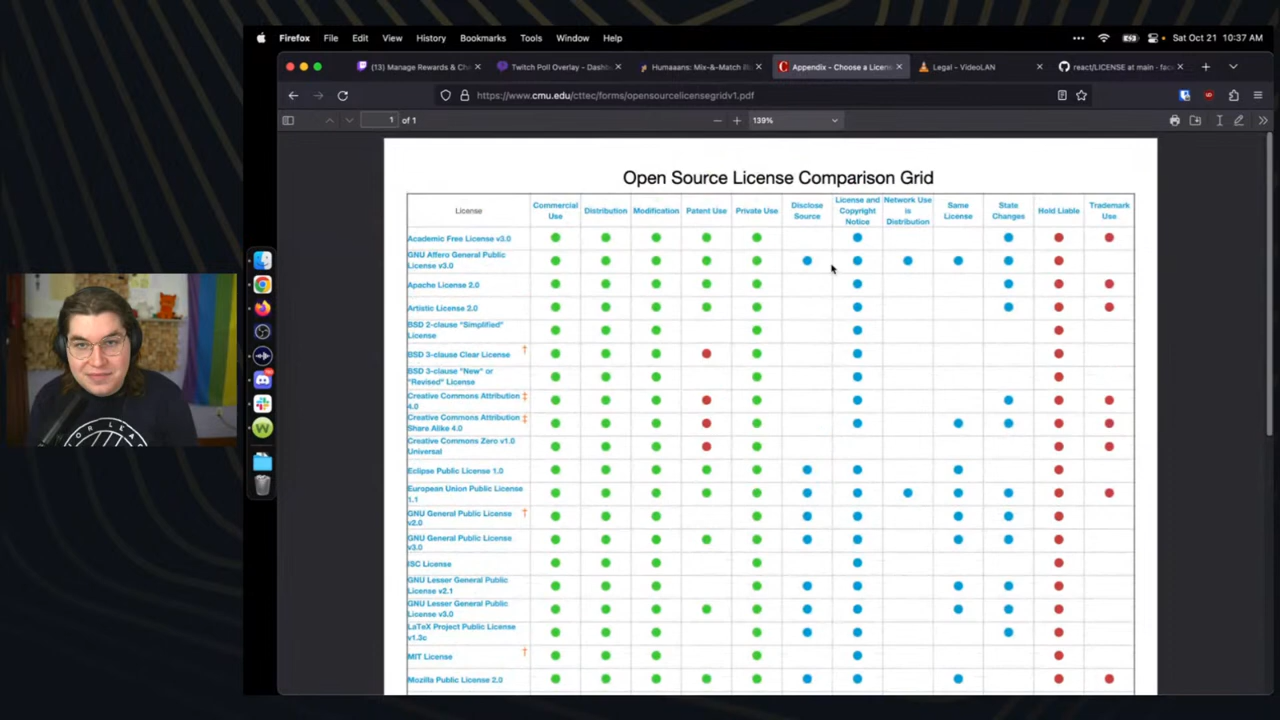 Firefox File Edit View History Bookmarks Tools Window Help
Sat Oct 21 10:37 AM
(13) Manage Rewards & Ch
Twitch Poll Overlay - Dashb
Humaaans: Mix-&-Match Il
Appendix - Choose a Licen
Legal - VideoLAN
react/LICENSE at main · fac
https://www.cmu.edu/cttec/forms/opensourcelicensegridv1.pdf
1 of 1
139%
Open Source License Comparison Grid
License
Commercial
Use
Distribution
Modification
Patent Use
Private Use
Disclose
Source
License and
Copyright
Notice
Network Use
is
Distribution
Same
License
State
Changes
Hold Liable
Trademark
Use
Academic Free License v3.0
GNU Affero General Public
License v3.0
Apache License 2.0
Artistic License 2.0
BSD 2-clause "Simplified"
License
BSD 3-clause Clear License †
BSD 3-clause "New" or
"Revised" License
Creative Commons Attribution ‡
4.0
Creative Commons Attribution ‡
Share Alike 4.0
Creative Commons Zero v1.0
Universal
Eclipse Public License 1.0
European Union Public License
1.1
GNU General Public License †
v2.0
GNU General Public License
v3.0
ISC License
GNU Lesser General Public
License v2.1
GNU Lesser General Public
License v3.0
LaTeX Project Public License
v1.3c
MIT License †
Mozilla Public License 2.0